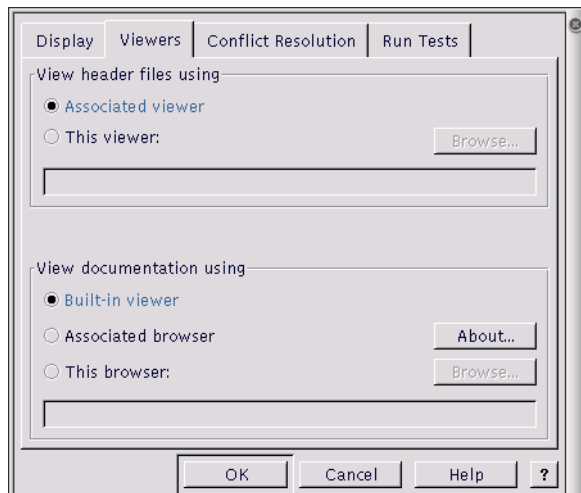 Display Viewers Conflict Resolution Run Tests
View header files using
Associated viewer
This viewer: Browse...
View documentation using
Built-in viewer
Associated browser About...
This browser: Browse...
OK Cancel Help ?